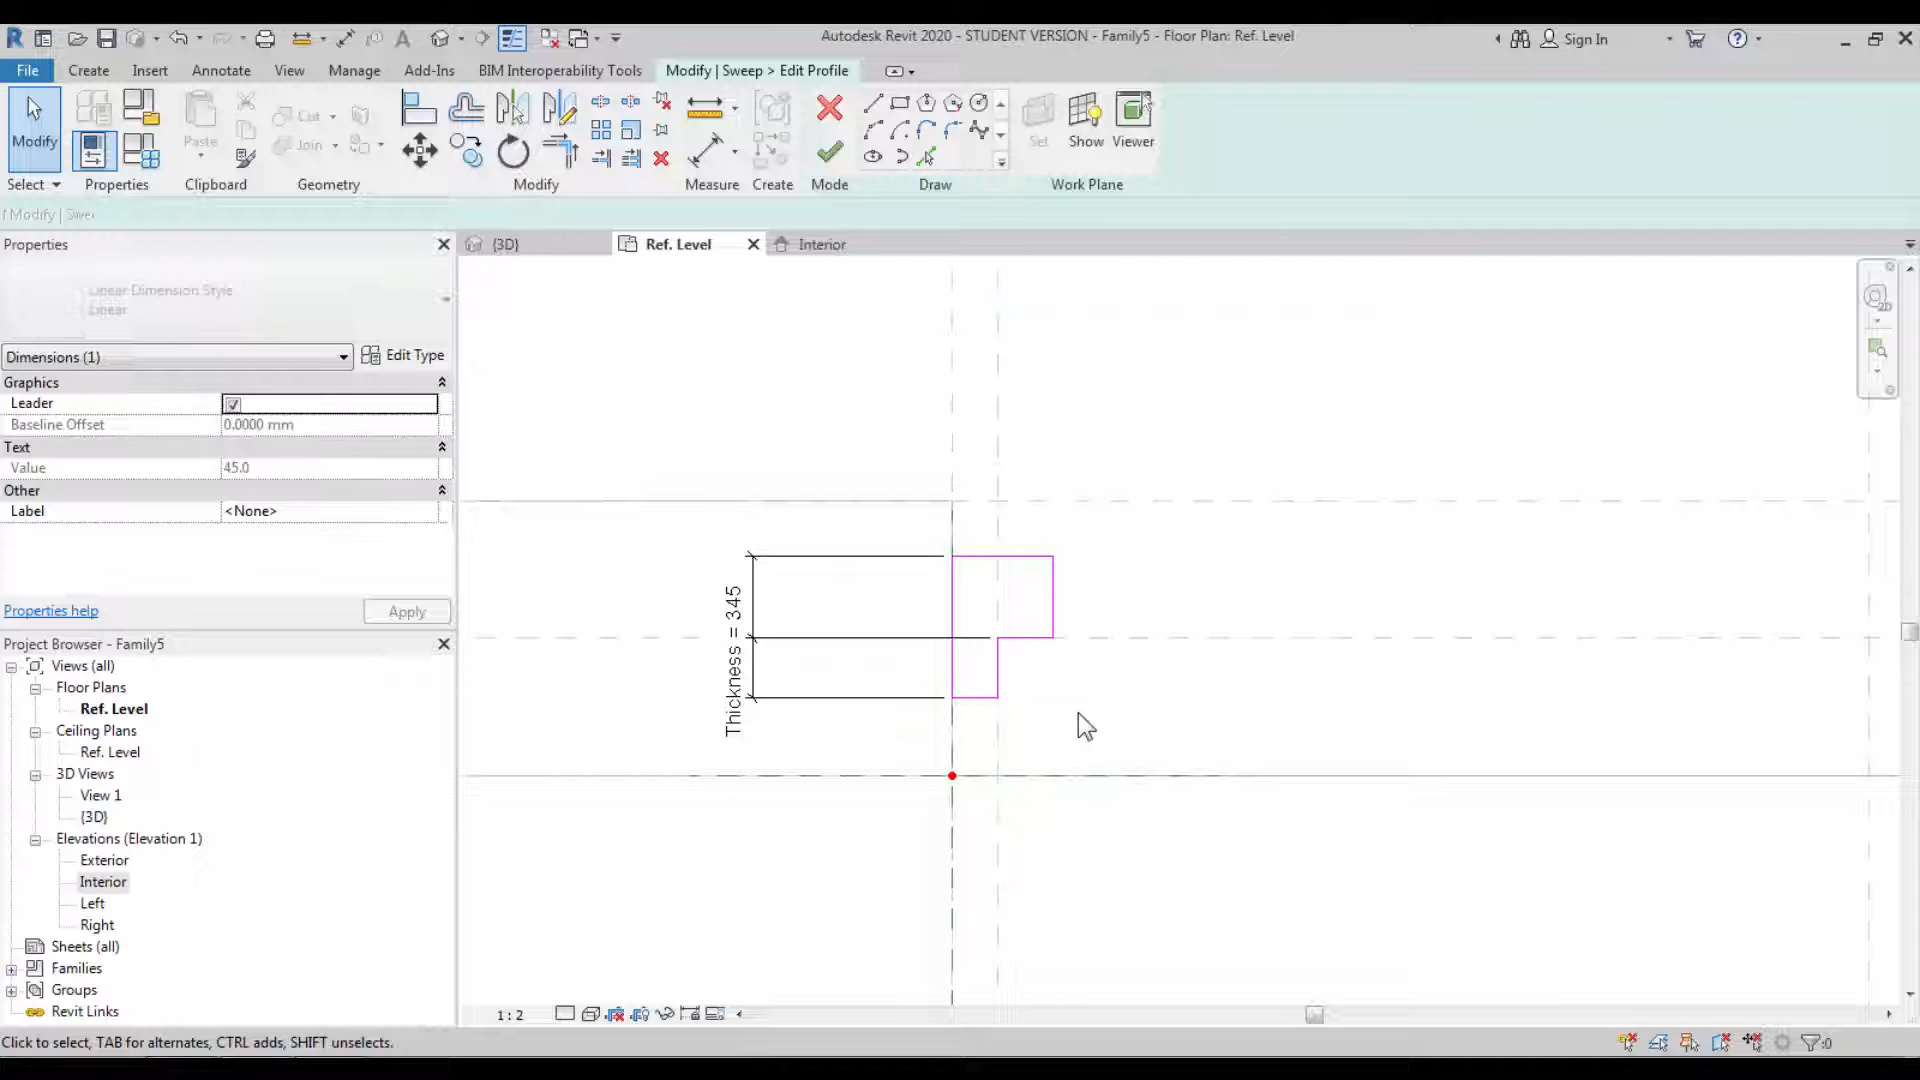 Autodesk Revit 2020 - STUDENT VERSION - Family5 - Floor Plan: Ref. Level
Sign In
File Create Insert Annotate View Manage Add-Ins BIM Interoperability Tools Modify | Sweep > Edit Profile
Modify
Paste
Cut
Join
Set Show Viewer
Select Properties Clipboard Geometry Modify Measure Create Mode Draw Work Plane
Modify |
Properties
{3D} Ref. Level Interior
Linear Dimension Style
Linear
Dimensions (1) Edit Type
Graphics
Leader
Baseline Offset 0.0000 mm
Text
Value 45.0
Other
Label <None>
Properties help Apply
Thickness = 345
Project Browser - Family5
Views (all)
Floor Plans
Ref. Level
Ceiling Plans
Ref. Level
3D Views
View 1
{3D}
Elevations (Elevation 1)
Exterior
Interior
Left
Right
Sheets (all)
Families
Groups
Revit Links
1 : 2
Click to select, TAB for alternates, CTRL adds, SHIFT unselects.
:0